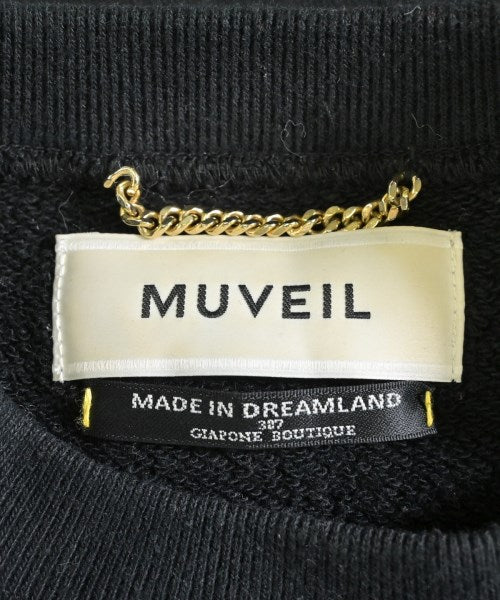 MUVEIL
MADE IN DREAMLAND
387
GIAPONE BOUTIQUE